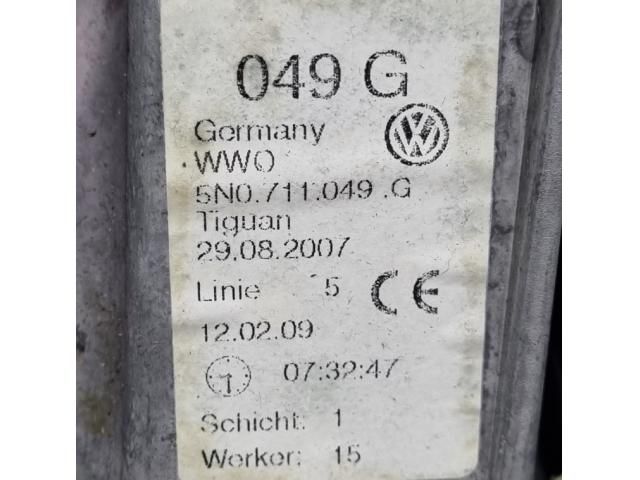 049 G
Germany
WWO
5N0.711.049 .G
Tiguan
29.08.2007
Linie 5 CE
12.02.09
07:32:47
Schicht: 1
Werker: 15